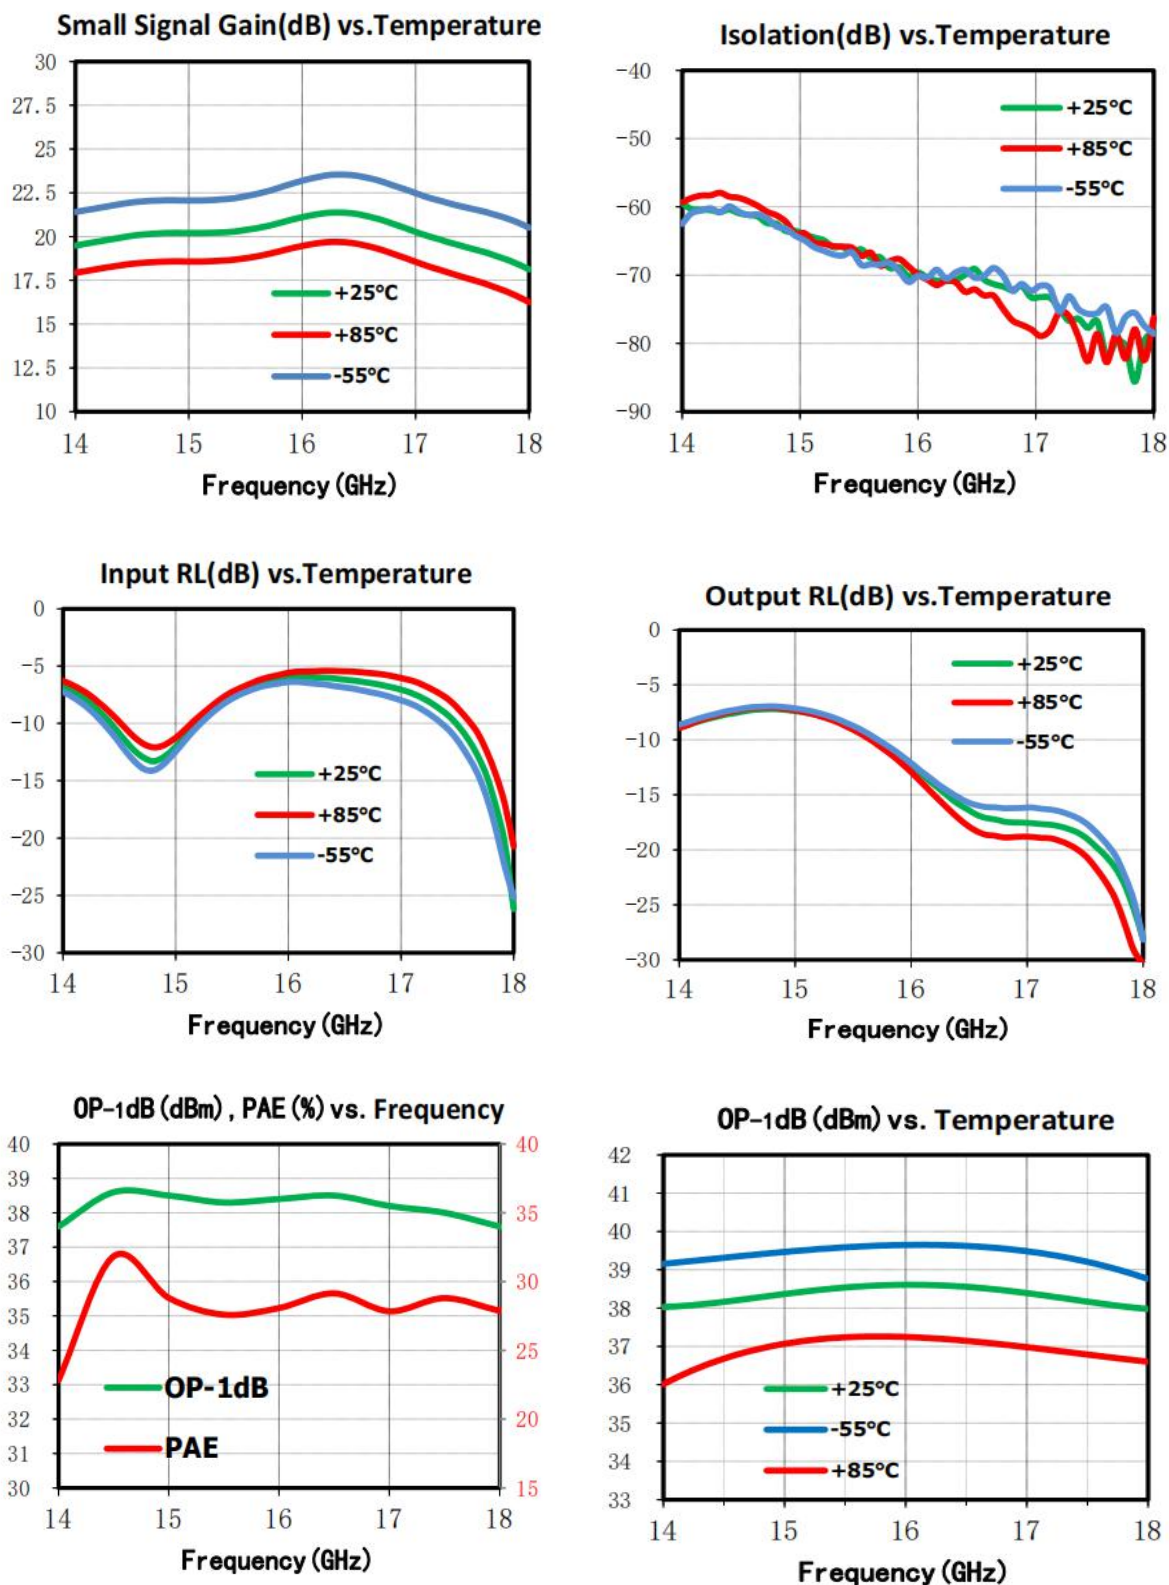 Small Signal Gain(dB) vs.Temperature
30
27.5
25
22.5
20
17.5
15
12.5
10
+25°C
+85°C
-55°C
14 15 16 17 18
Frequency(GHz)
Isolation(dB) vs.Temperature
-40
-50
-60
-70
-80
-90
+25°C
+85°C
-55°C
14 15 16 17 18
Frequency(GHz)
Input RL(dB) vs.Temperature
0
-5
-10
-15
-20
-25
-30
+25°C
+85°C
-55°C
14 15 16 17 18
Frequency(GHz)
Output RL(dB) vs.Temperature
0
-5
-10
-15
-20
-25
-30
+25°C
+85°C
-55°C
14 15 16 17 18
Frequency(GHz)
OP-1dB(dBm), PAE(%) vs. Frequency
40
39
38
37
36
35
34
33
32
31
30
40
35
30
25
20
15
OP-1dB
PAE
14 15 16 17 18
Frequency(GHz)
OP-1dB(dBm) vs. Temperature
42
41
40
39
38
37
36
35
34
33
+25°C
-55°C
+85°C
14 15 16 17 18
Frequency(GHz)